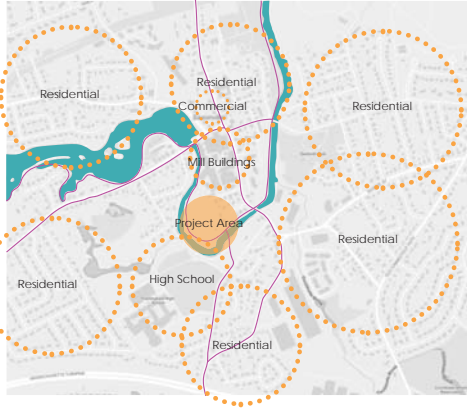 Residential
Residential
Commercial
Residential
Mill Buildings
Project Area
Residential
High School
Residential
Residential